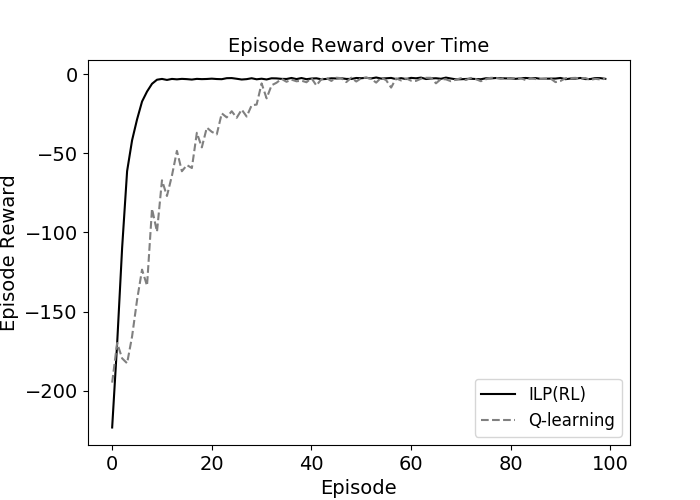 Episode Reward over Time
Episode Reward
0
−50
−100
−150
−200
0 20 40 60 80 100
Episode
ILP(RL)
Q-learning